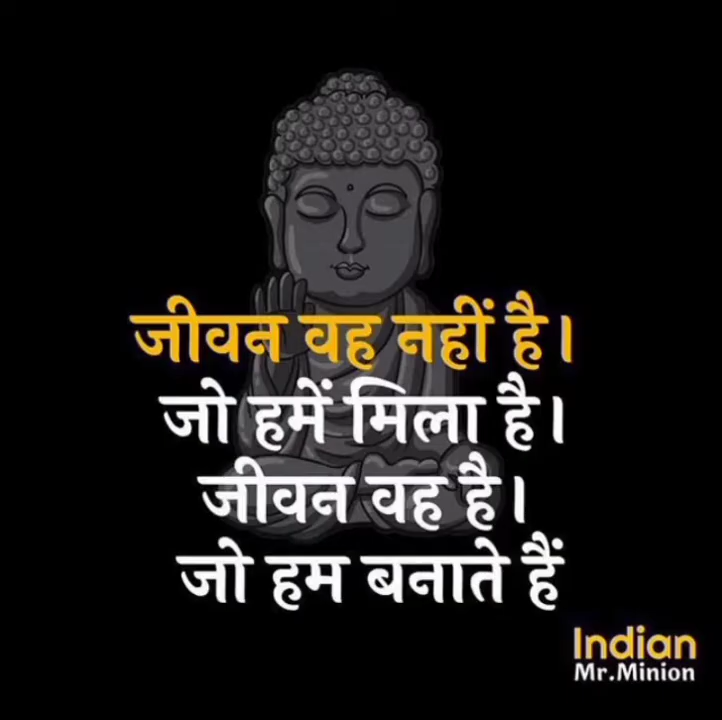 जीवन वह नहीं है।
जो हमें मिला है।
जीवन वह है।
जो हम बनाते हैं
Indian
Mr.Minion